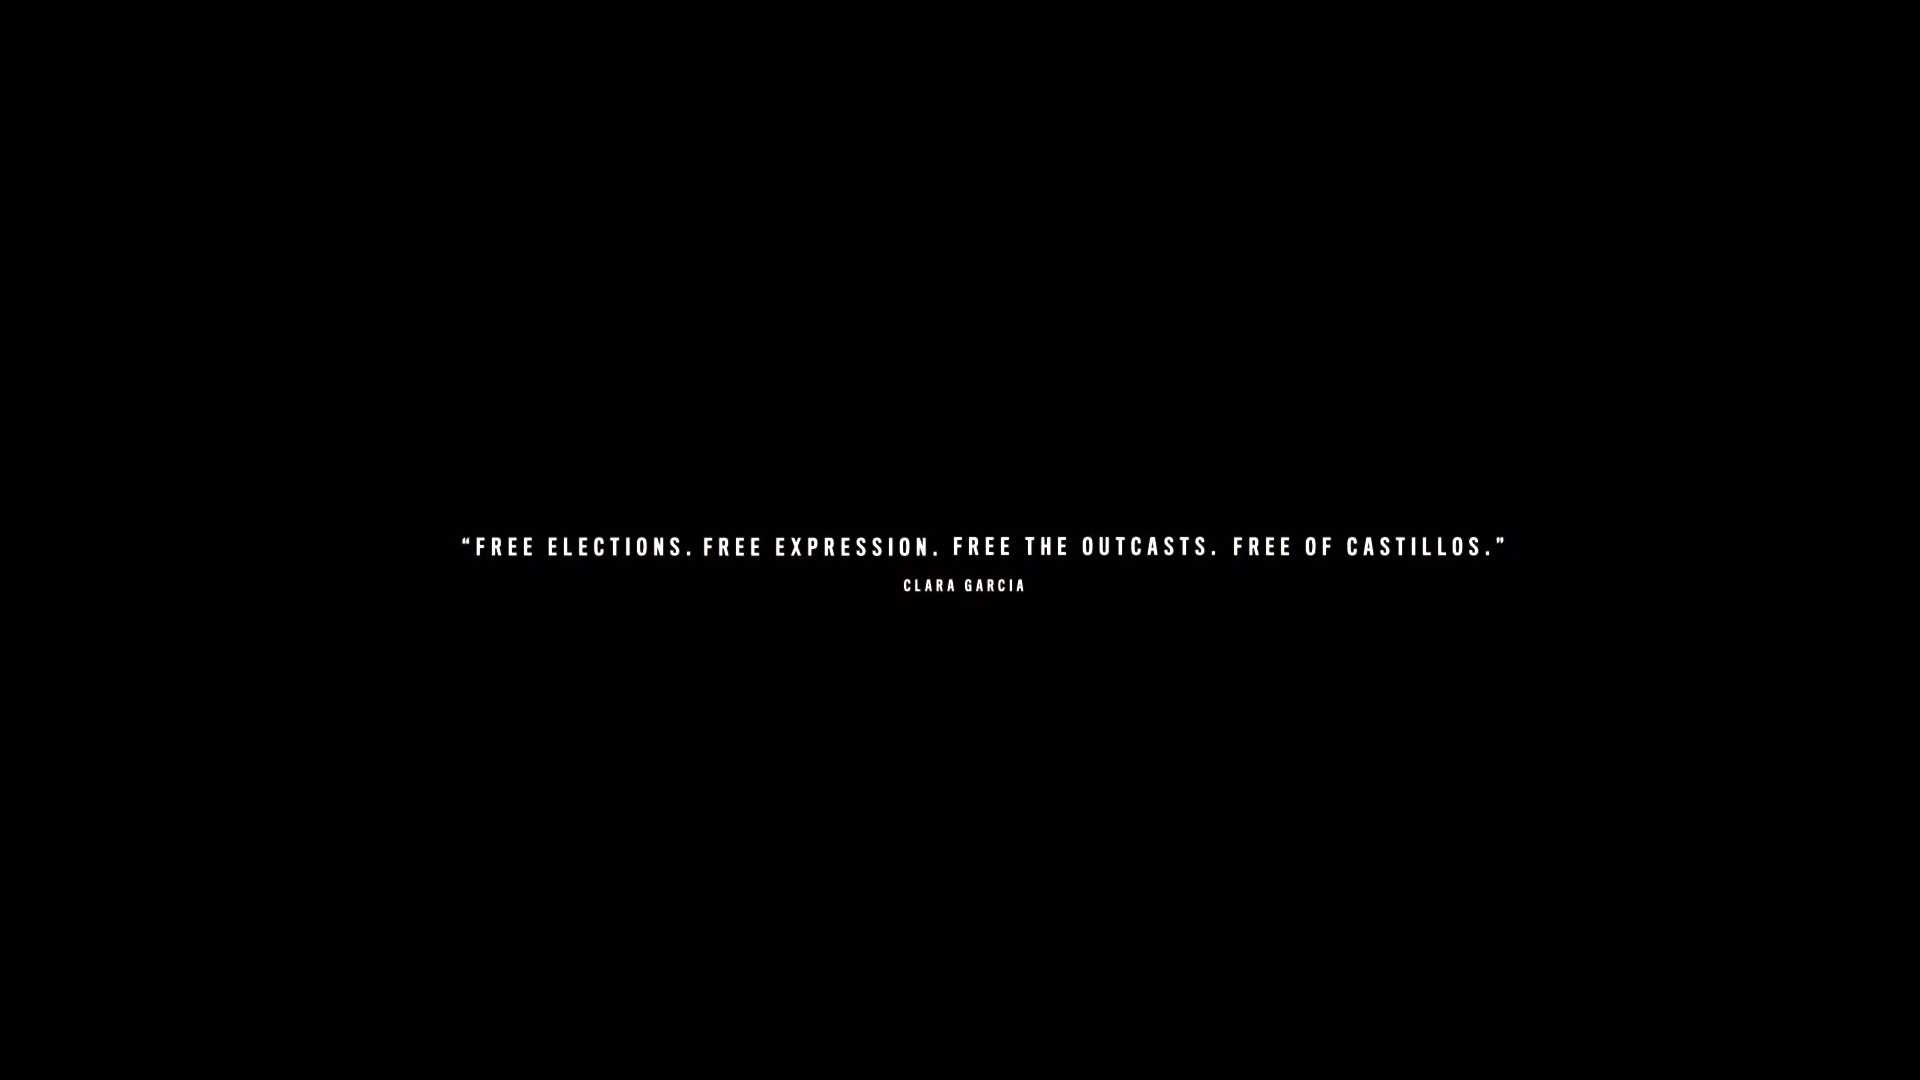 “FREE ELECTIONS. FREE EXPRESSION. FREE THE OUTCASTS. FREE OF CASTILLOS.”
CLARA GARCIA